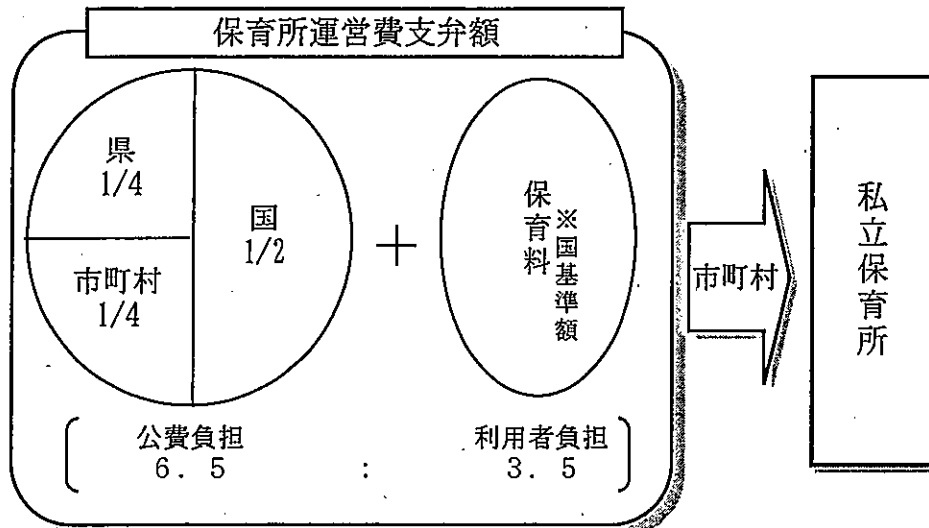 保育所運営費支弁額
県
1/4
市町村
1/4
国
1/2
+
保育料
※国基準額
市町村
私立保育所
公費負担
6.5
:
利用者負担
3.5